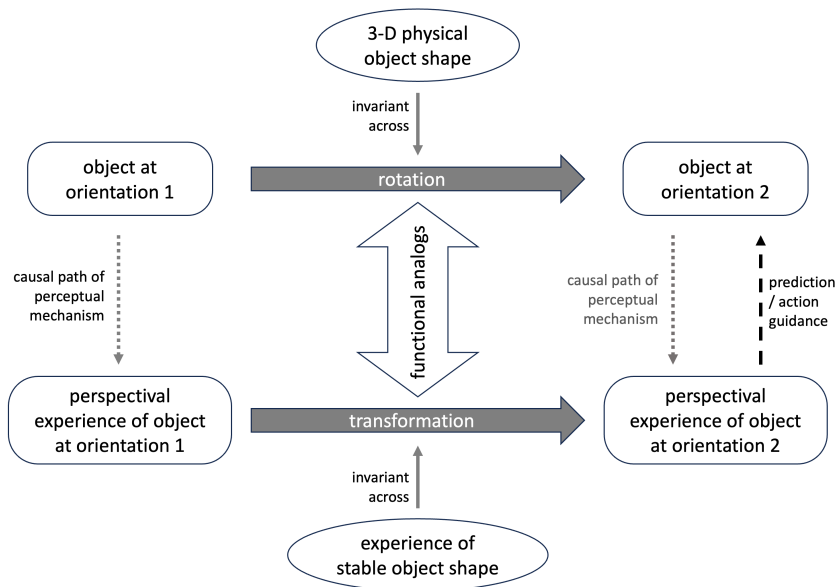 3-D physical
object shape
invariant
across
object at
orientation 1
rotation
object at
orientation 2
causal path of
perceptual
mechanism
functional analogs
causal path of
perceptual
mechanism
prediction
/ action
guidance
perspectival
experience of object
at orientation 1
transformation
perspectival
experience of object
at orientation 2
invariant
across
experience of
stable object shape